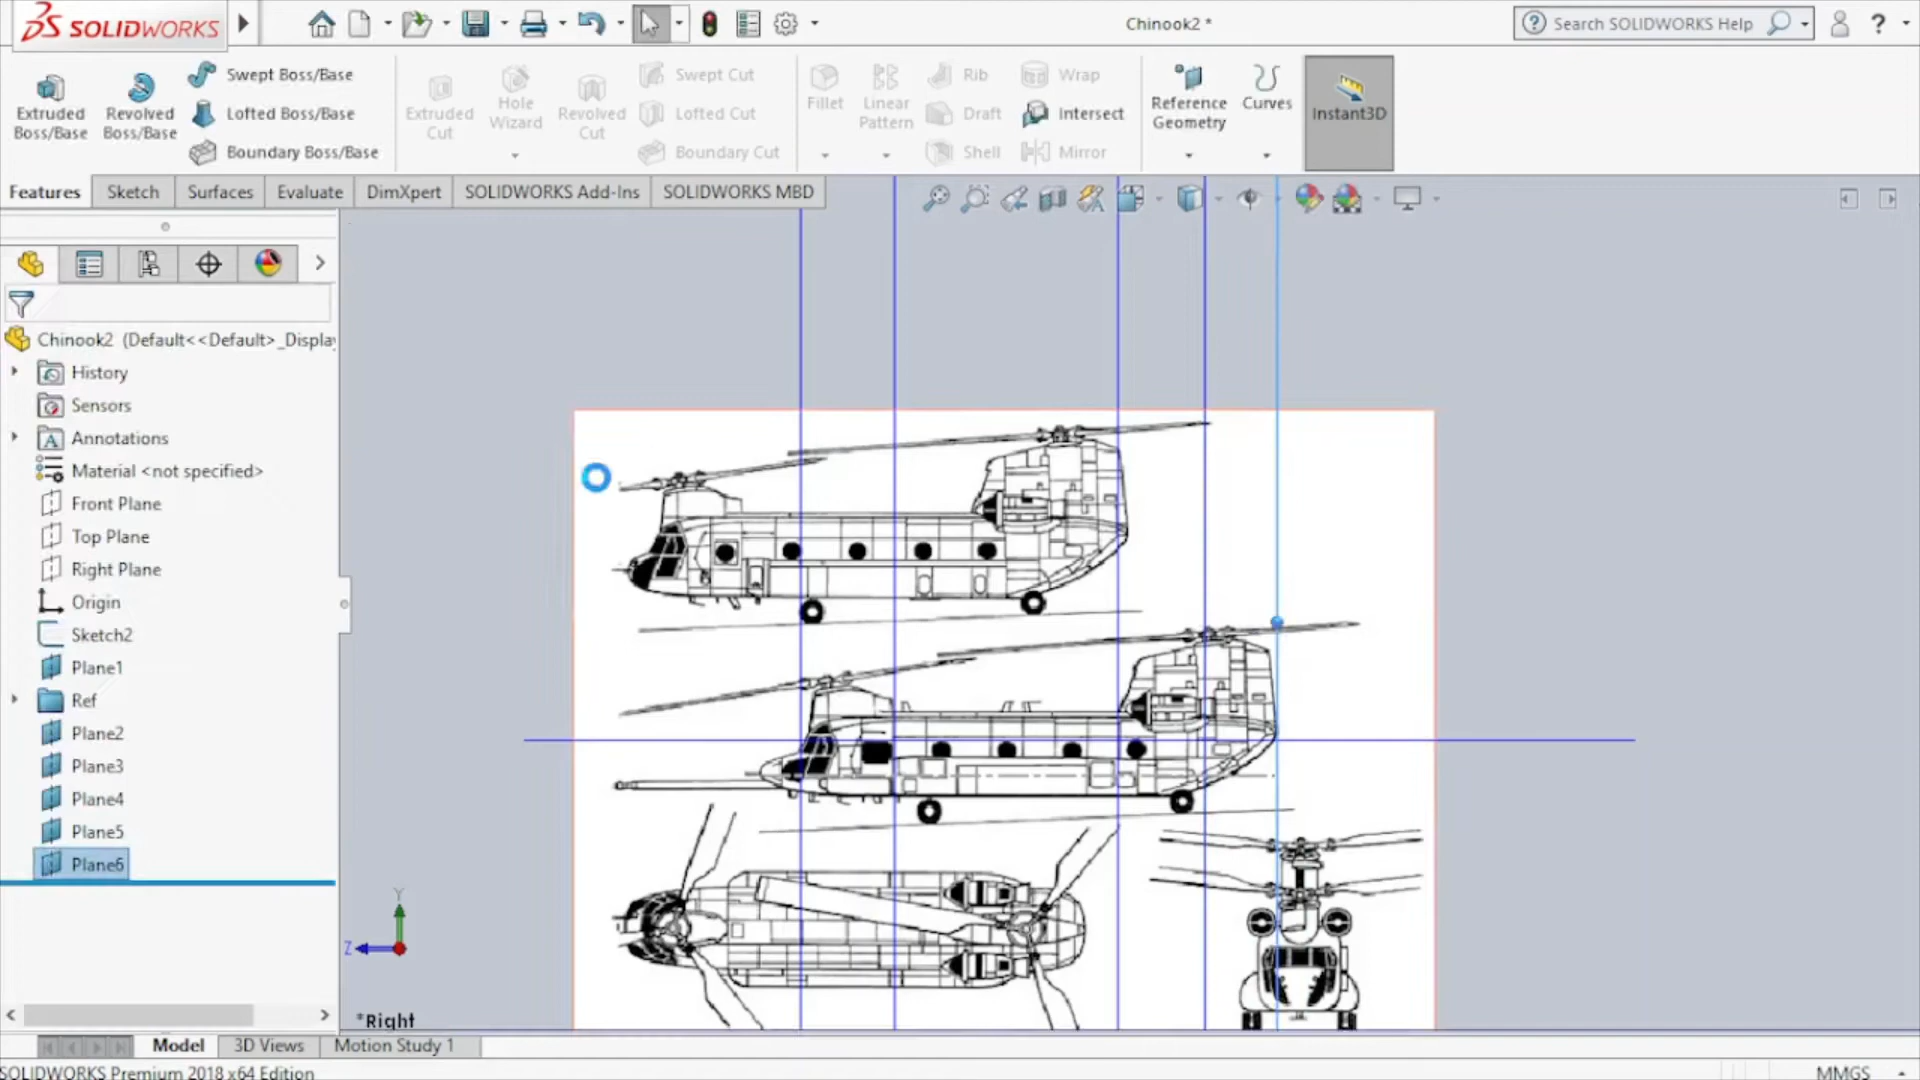 SOLIDWORKS
Chinook2 *
Search SOLIDWORKS Help
?
Extruded Boss/Base
Revolved Boss/Base
Swept Boss/Base
Lofted Boss/Base
Boundary Boss/Base
Extruded Cut
Hole Wizard
Revolved Cut
Swept Cut
Lofted Cut
Boundary Cut
Fillet
Linear Pattern
Rib
Draft
Shell
Wrap
Intersect
Mirror
Reference Geometry
Curves
Instant3D
Features
Sketch
Surfaces
Evaluate
DimXpert
SOLIDWORKS Add-Ins
SOLIDWORKS MBD
Chinook2 (Default<<Default>_Displa
History
Sensors
Annotations
Material <not specified>
Front Plane
Top Plane
Right Plane
Origin
Sketch2
Plane1
Ref
Plane2
Plane3
Plane4
Plane5
Plane6
Y
Z
*Right
Model
3D Views
Motion Study 1
SOLIDWORKS Premium 2018 x64 Edition
MMGS